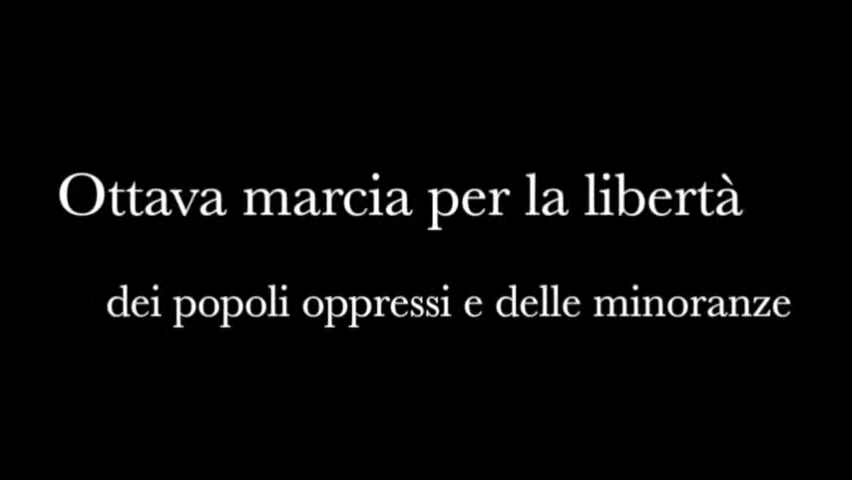 Ottava marcia per la libertà
dei popoli oppressi e delle minoranze